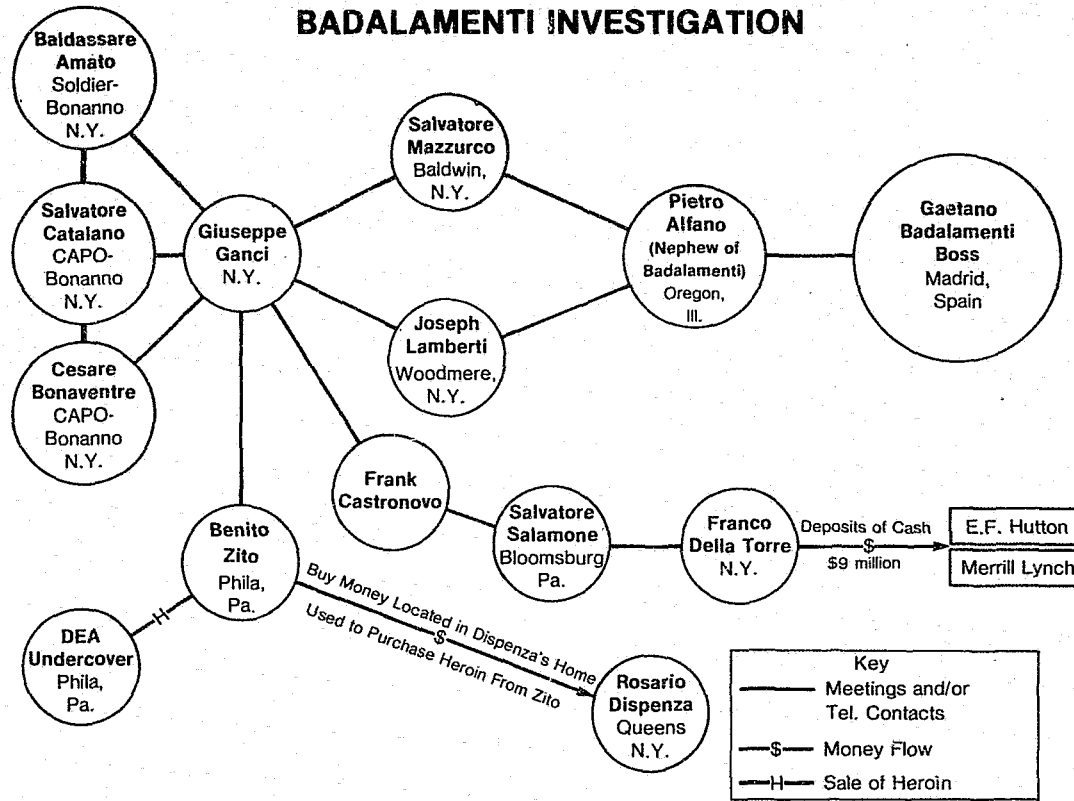 BADALAMENTI INVESTIGATION
Baldassare
Amato
Soldier-
Bonanno
N.Y.
Salvatore
Catalano
CAPO-
Bonanno
N.Y.
Cesare
Bonaventre
CAPO-
Bonanno
N.Y.
Giuseppe
Ganci
N.Y.
Salvatore
Mazzurco
Baldwin,
N.Y.
Joseph
Lamberti
Woodmere,
N.Y.
Pietro
Alfano
(Nephew of
Badalamenti)
Oregon,
Ill.
Gaetano
Badalamenti
Boss
Madrid,
Spain
Frank
Castronovo
Salvatore
Salamone
Bloomsburg
Pa.
Franco
Della Torre
N.Y.
Deposits of Cash
$
$9 million
E.F. Hutton
Merrill Lynch
Benito
Zito
Phila,
Pa.
H
DEA
Undercover
Phila,
Pa.
Buy Money Located in Dispenza's Home
$
Used to Purchase Heroin From Zito
Rosario
Dispenza
Queens
N.Y.
Key
Meetings and/or
Tel. Contacts
$ Money Flow
H Sale of Heroin